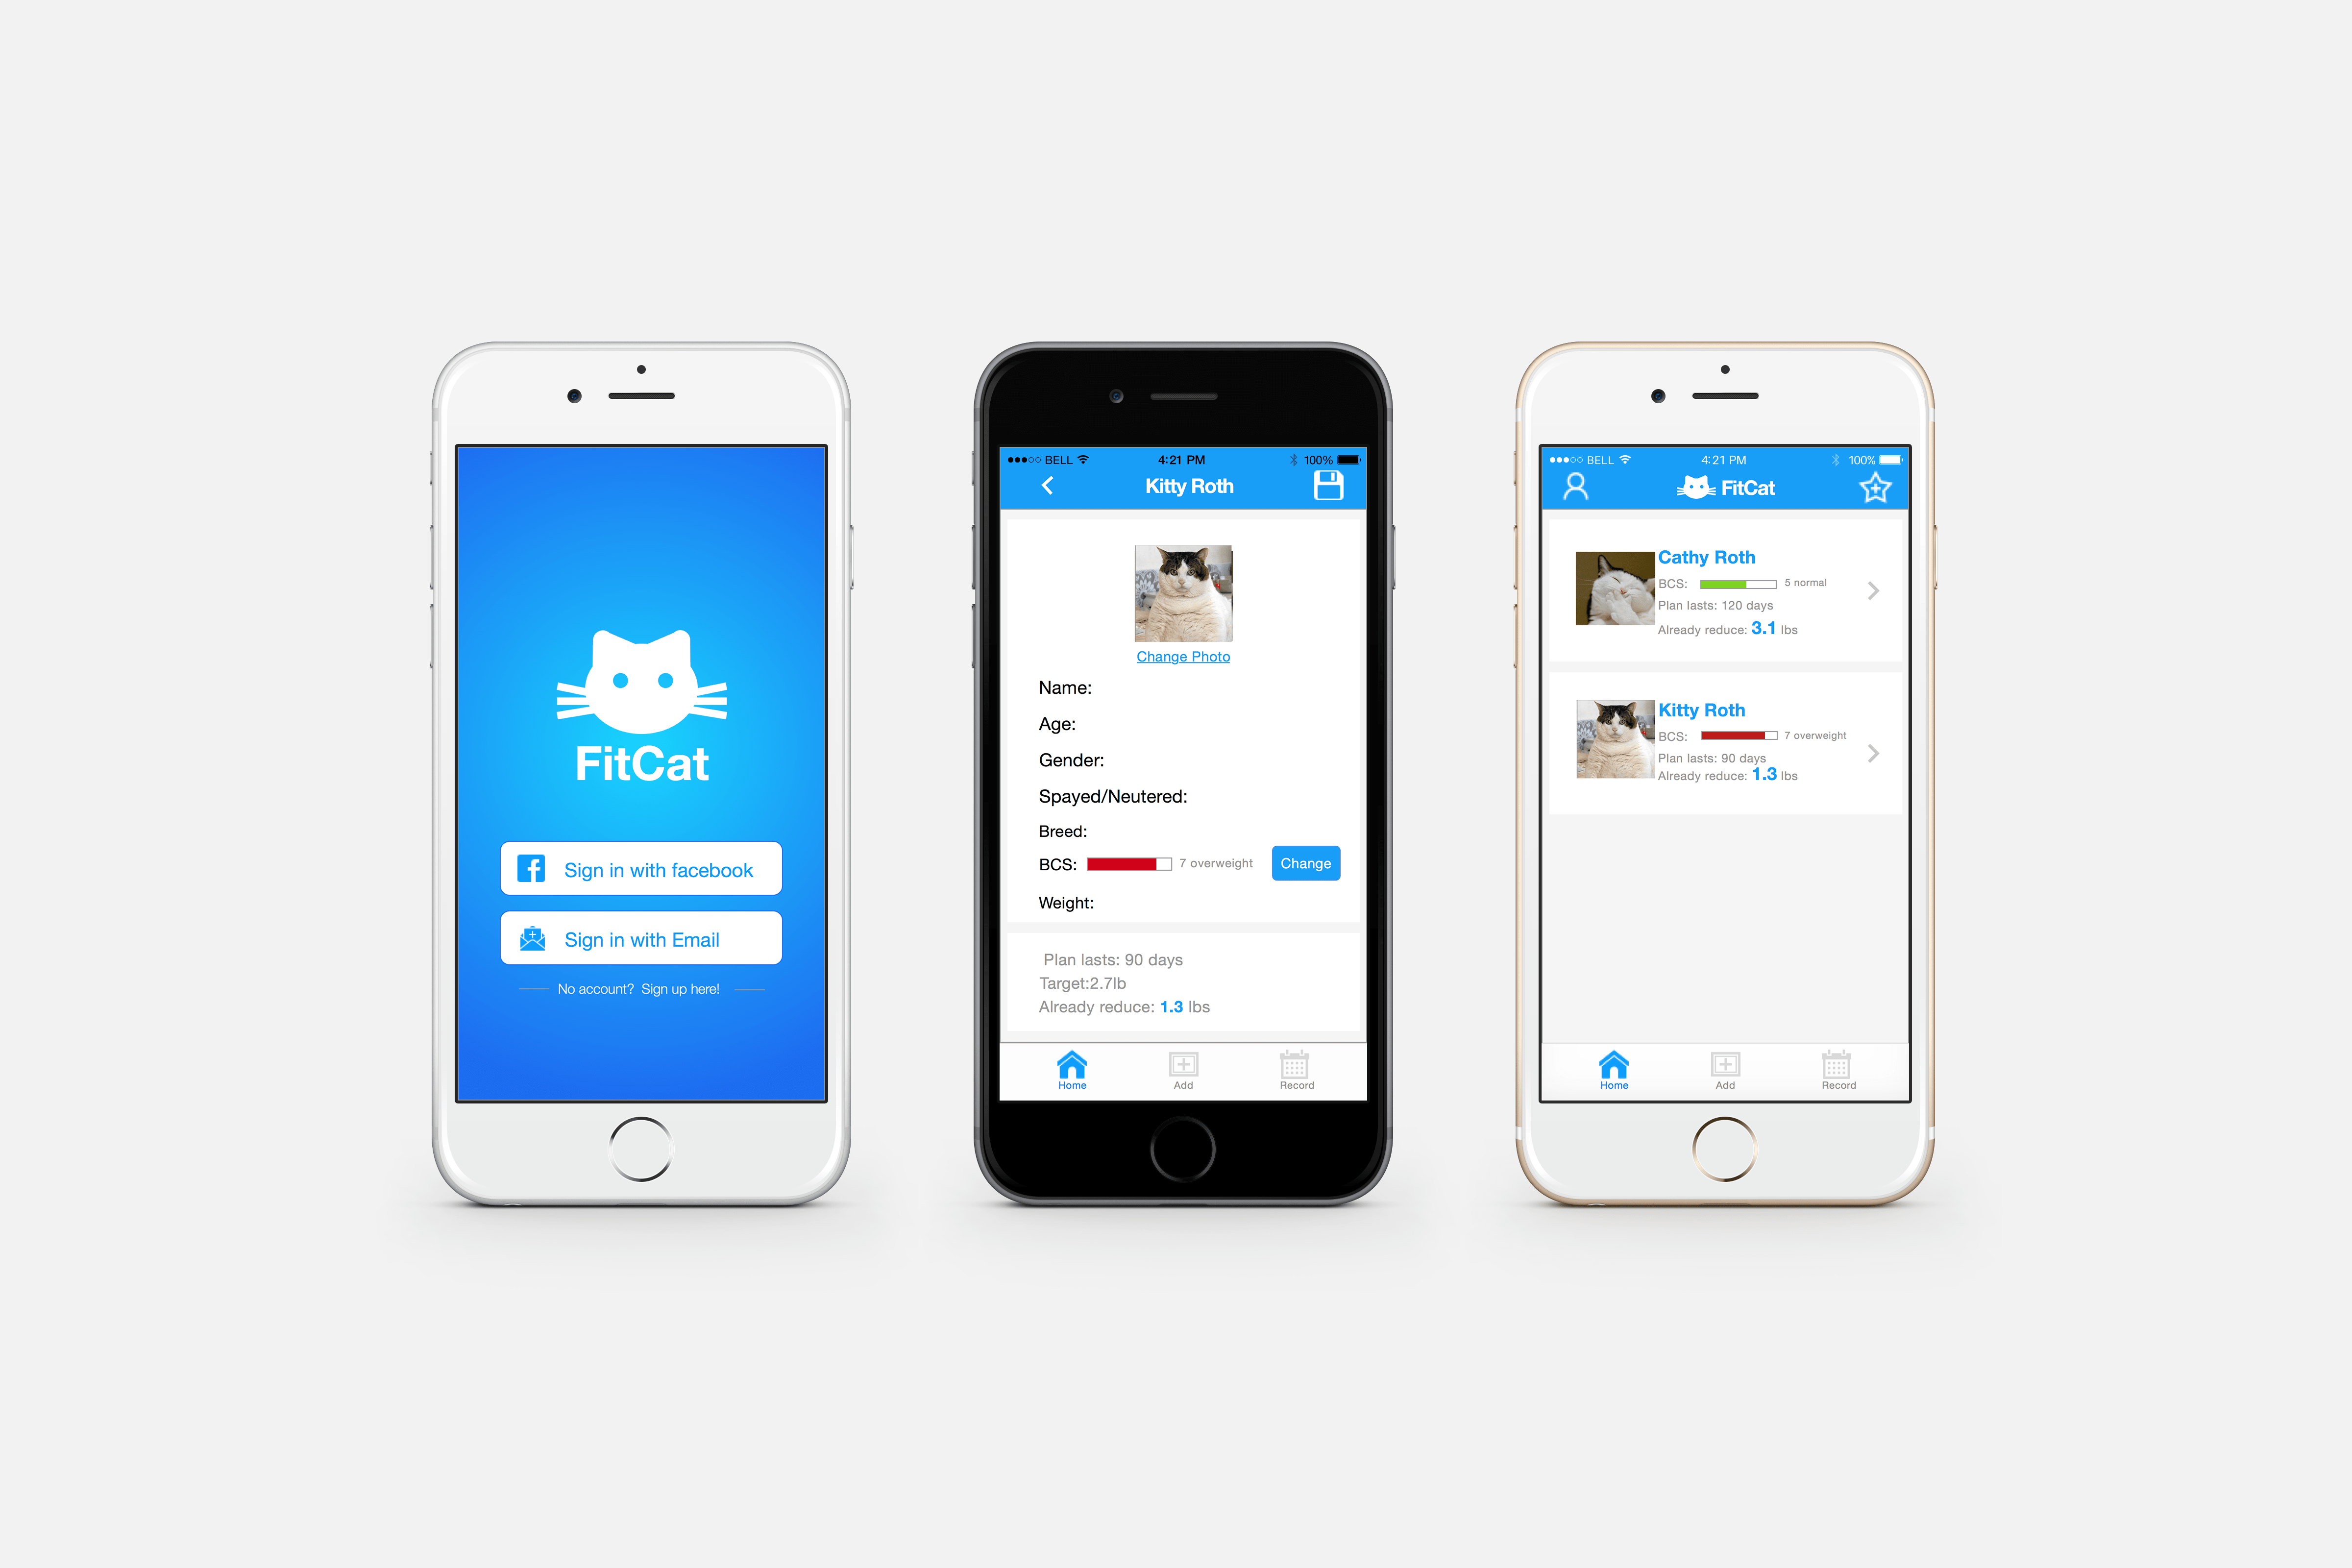 FitCat
Sign in with facebook
Sign in with Email
No account? Sign up here!
BELL 4:21 PM 100%
Kitty Roth
Change Photo
Name:
Age:
Gender:
Spayed/Neutered:
Breed:
BCS: 7 overweight Change
Weight:
Plan lasts: 90 days
Target:2.7lb
Already reduce: 1.3 lbs
Home Add Record
BELL 4:21 PM 100%
FitCat
Cathy Roth
BCS: 5 normal
Plan lasts: 120 days
Already reduce: 3.1 lbs
Kitty Roth
BCS: 7 overweight
Plan lasts: 90 days
Already reduce: 1.3 lbs
Home Add Record